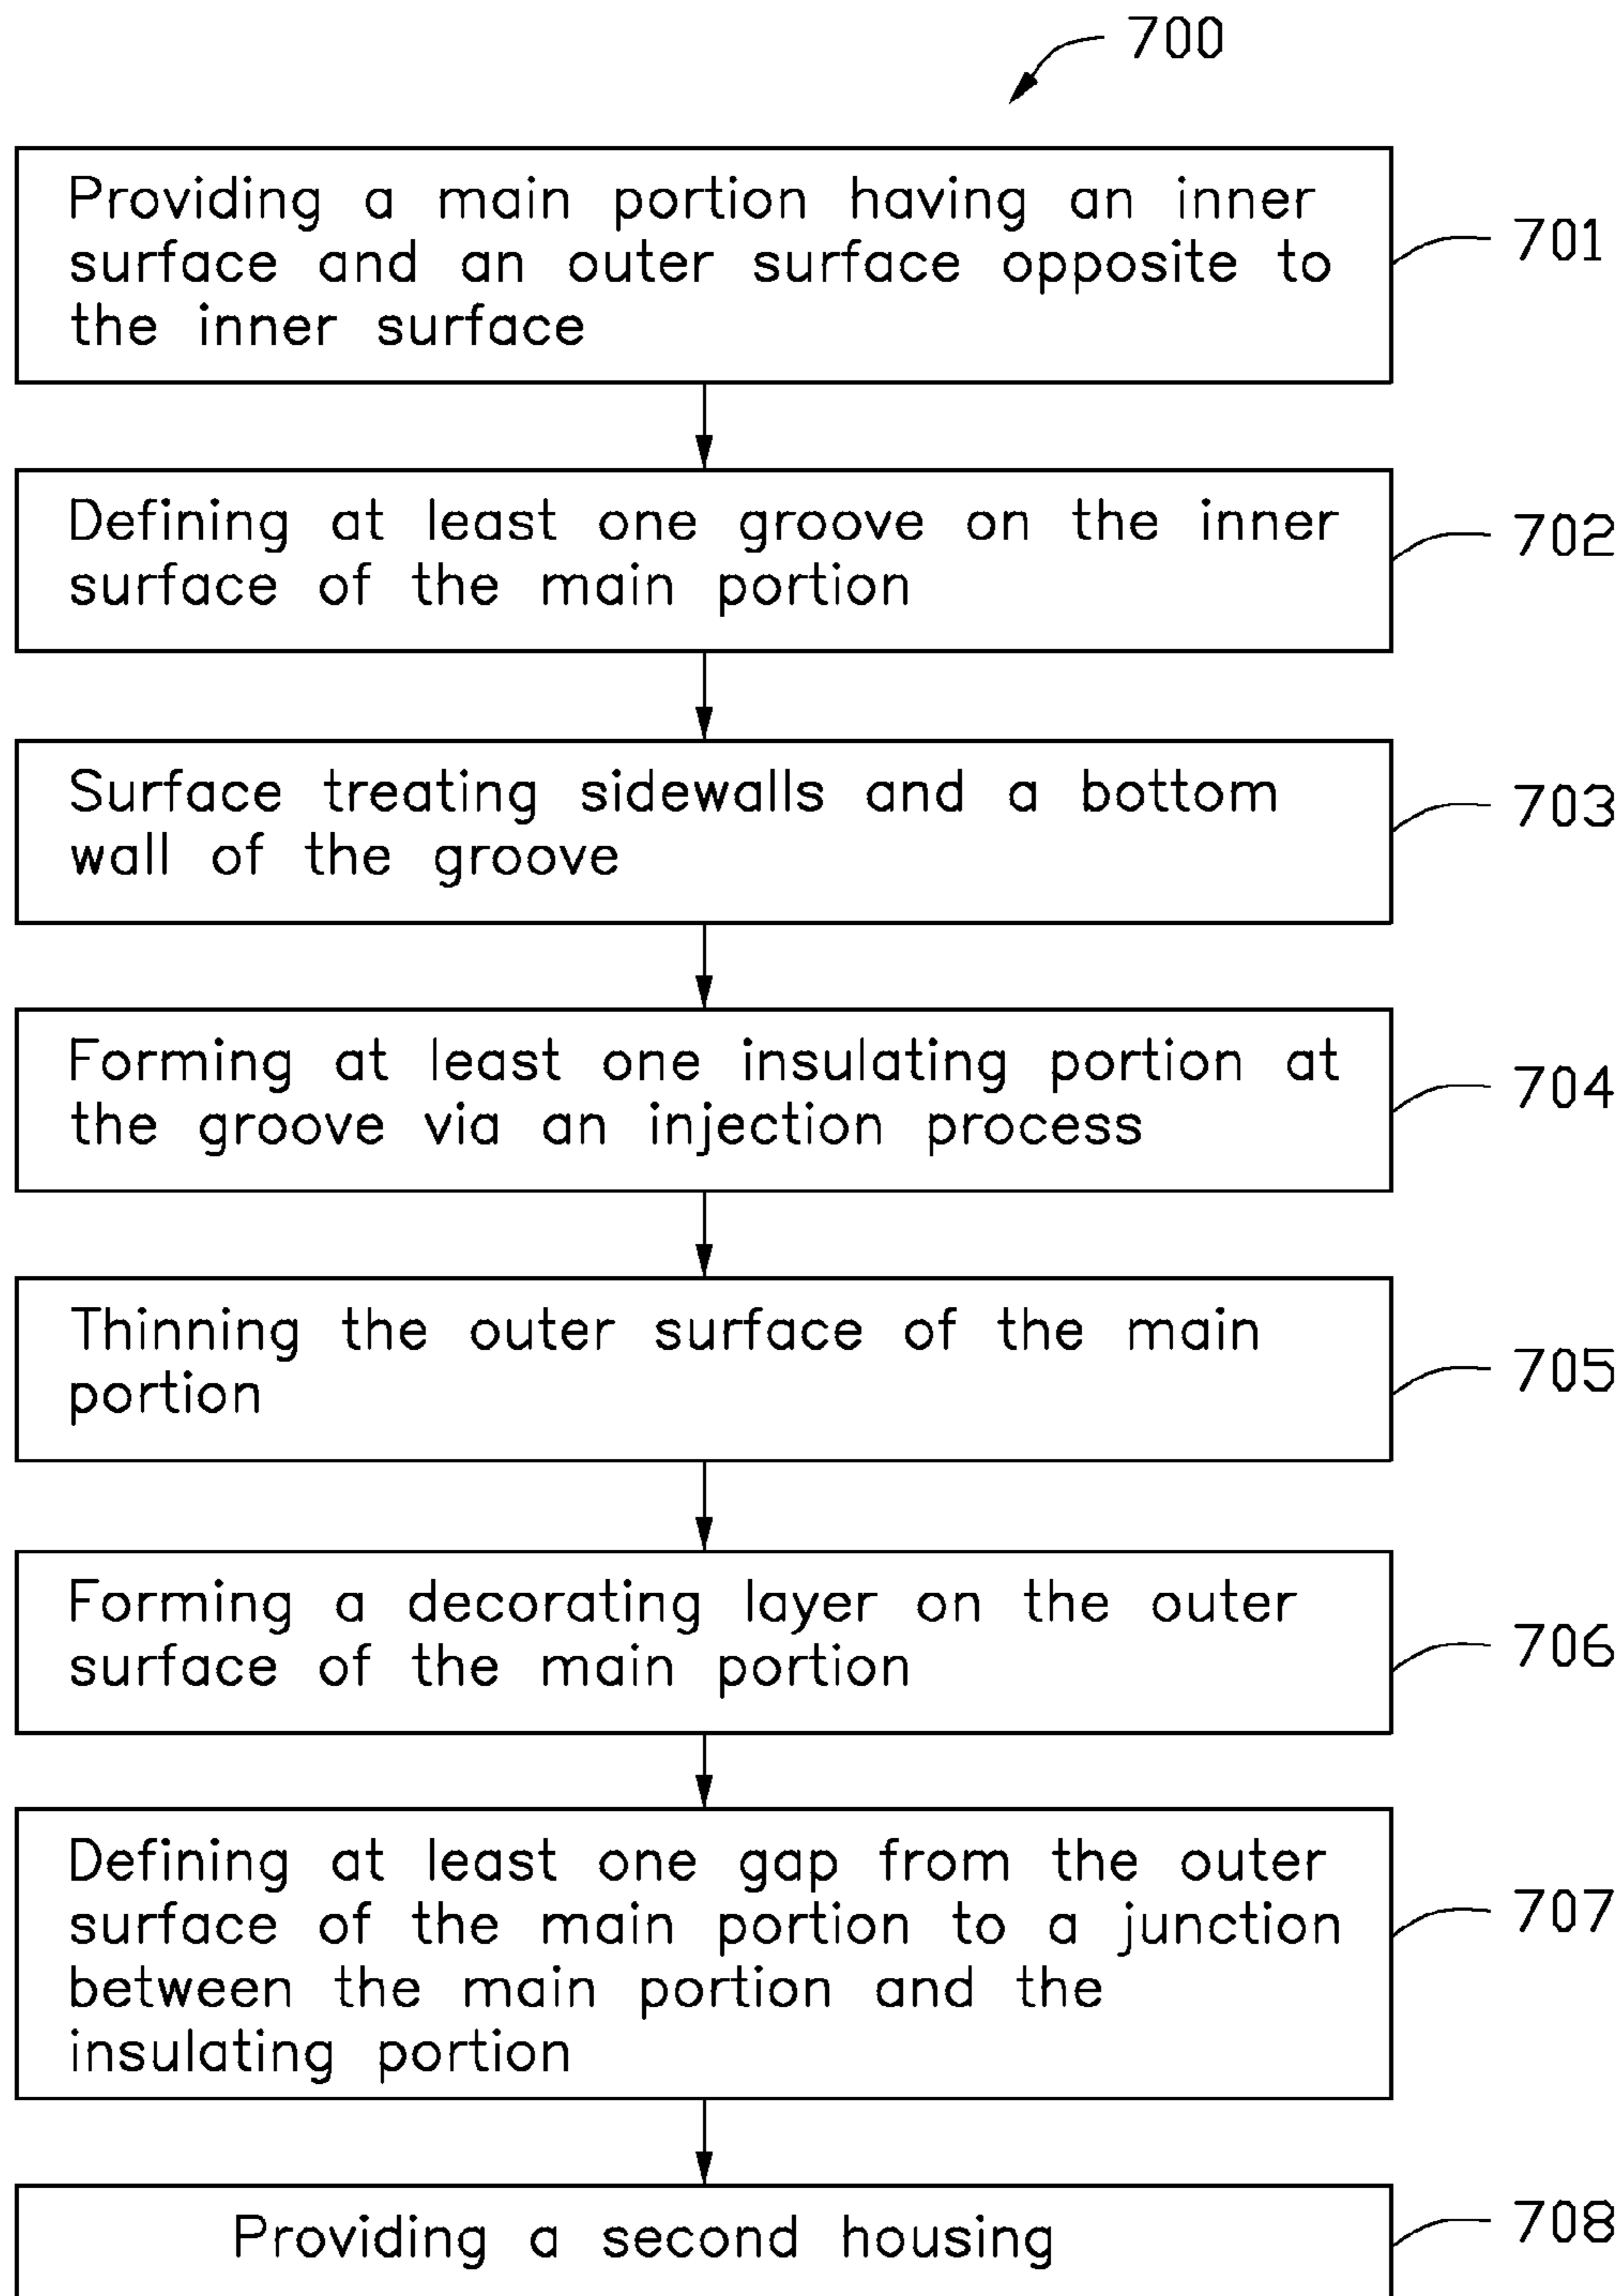 700
Providing a main portion having an inner
surface and an outer surface opposite to
the inner surface
701
Defining at least one groove on the inner
surface of the main portion
702
Surface treating sidewalls and a bottom
wall of the groove
703
Forming at least one insulating portion at
the groove via an injection process
704
Thinning the outer surface of the main
portion
705
Forming a decorating layer on the outer
surface of the main portion
706
Defining at least one gap from the outer
surface of the main portion to a junction
between the main portion and the
insulating portion
707
Providing a second housing
708